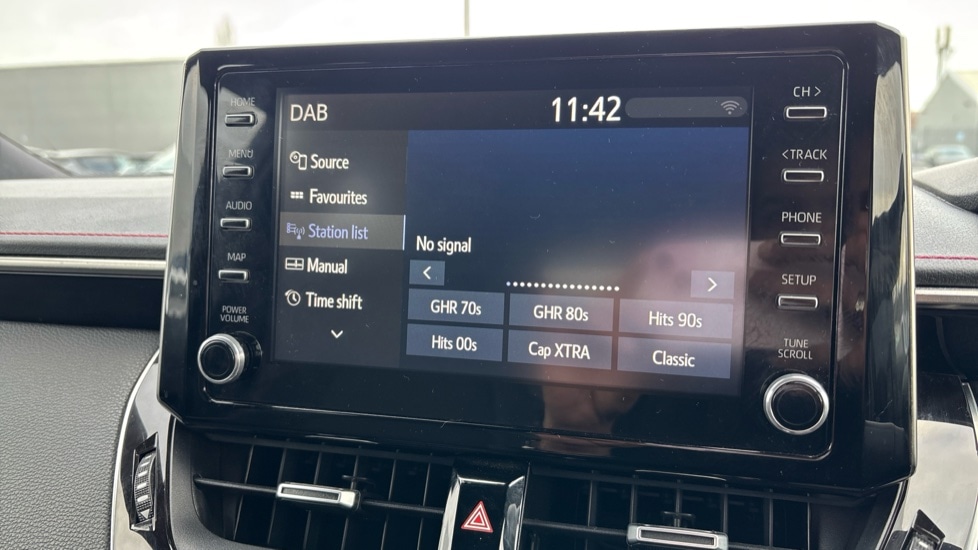 HOME
MENU
AUDIO
MAP
POWER
VOLUME
DAB
11:42
Source
Favourites
Station list
Manual
Time shift
No signal
<
>
GHR 70s
GHR 80s
Hits 90s
Hits 00s
Cap XTRA
Classic
CH >
< TRACK
PHONE
SETUP
TUNE
SCROLL